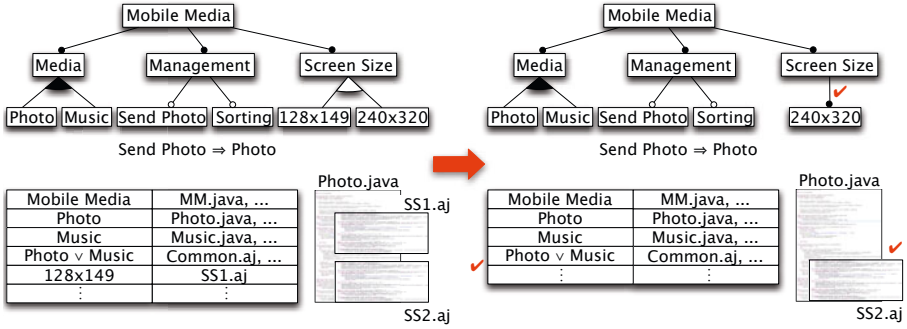 Mobile Media
Media Management Screen Size
Photo Music Send Photo Sorting 128x149 240x320
Send Photo ⇒ Photo
Mobile Media MM.java, ...
Photo Photo.java, ...
Music Music.java, ...
Photo ∨ Music Common.aj, ...
128x149 SS1.aj
⋮ ⋮
Photo.java
SS1.aj
SS2.aj
Mobile Media
Media Management Screen Size
Photo Music Send Photo Sorting 240x320
Send Photo ⇒ Photo
Mobile Media MM.java, ...
Photo Photo.java, ...
Music Music.java, ...
Photo ∨ Music Common.aj, ...
⋮ ⋮
Photo.java
SS2.aj